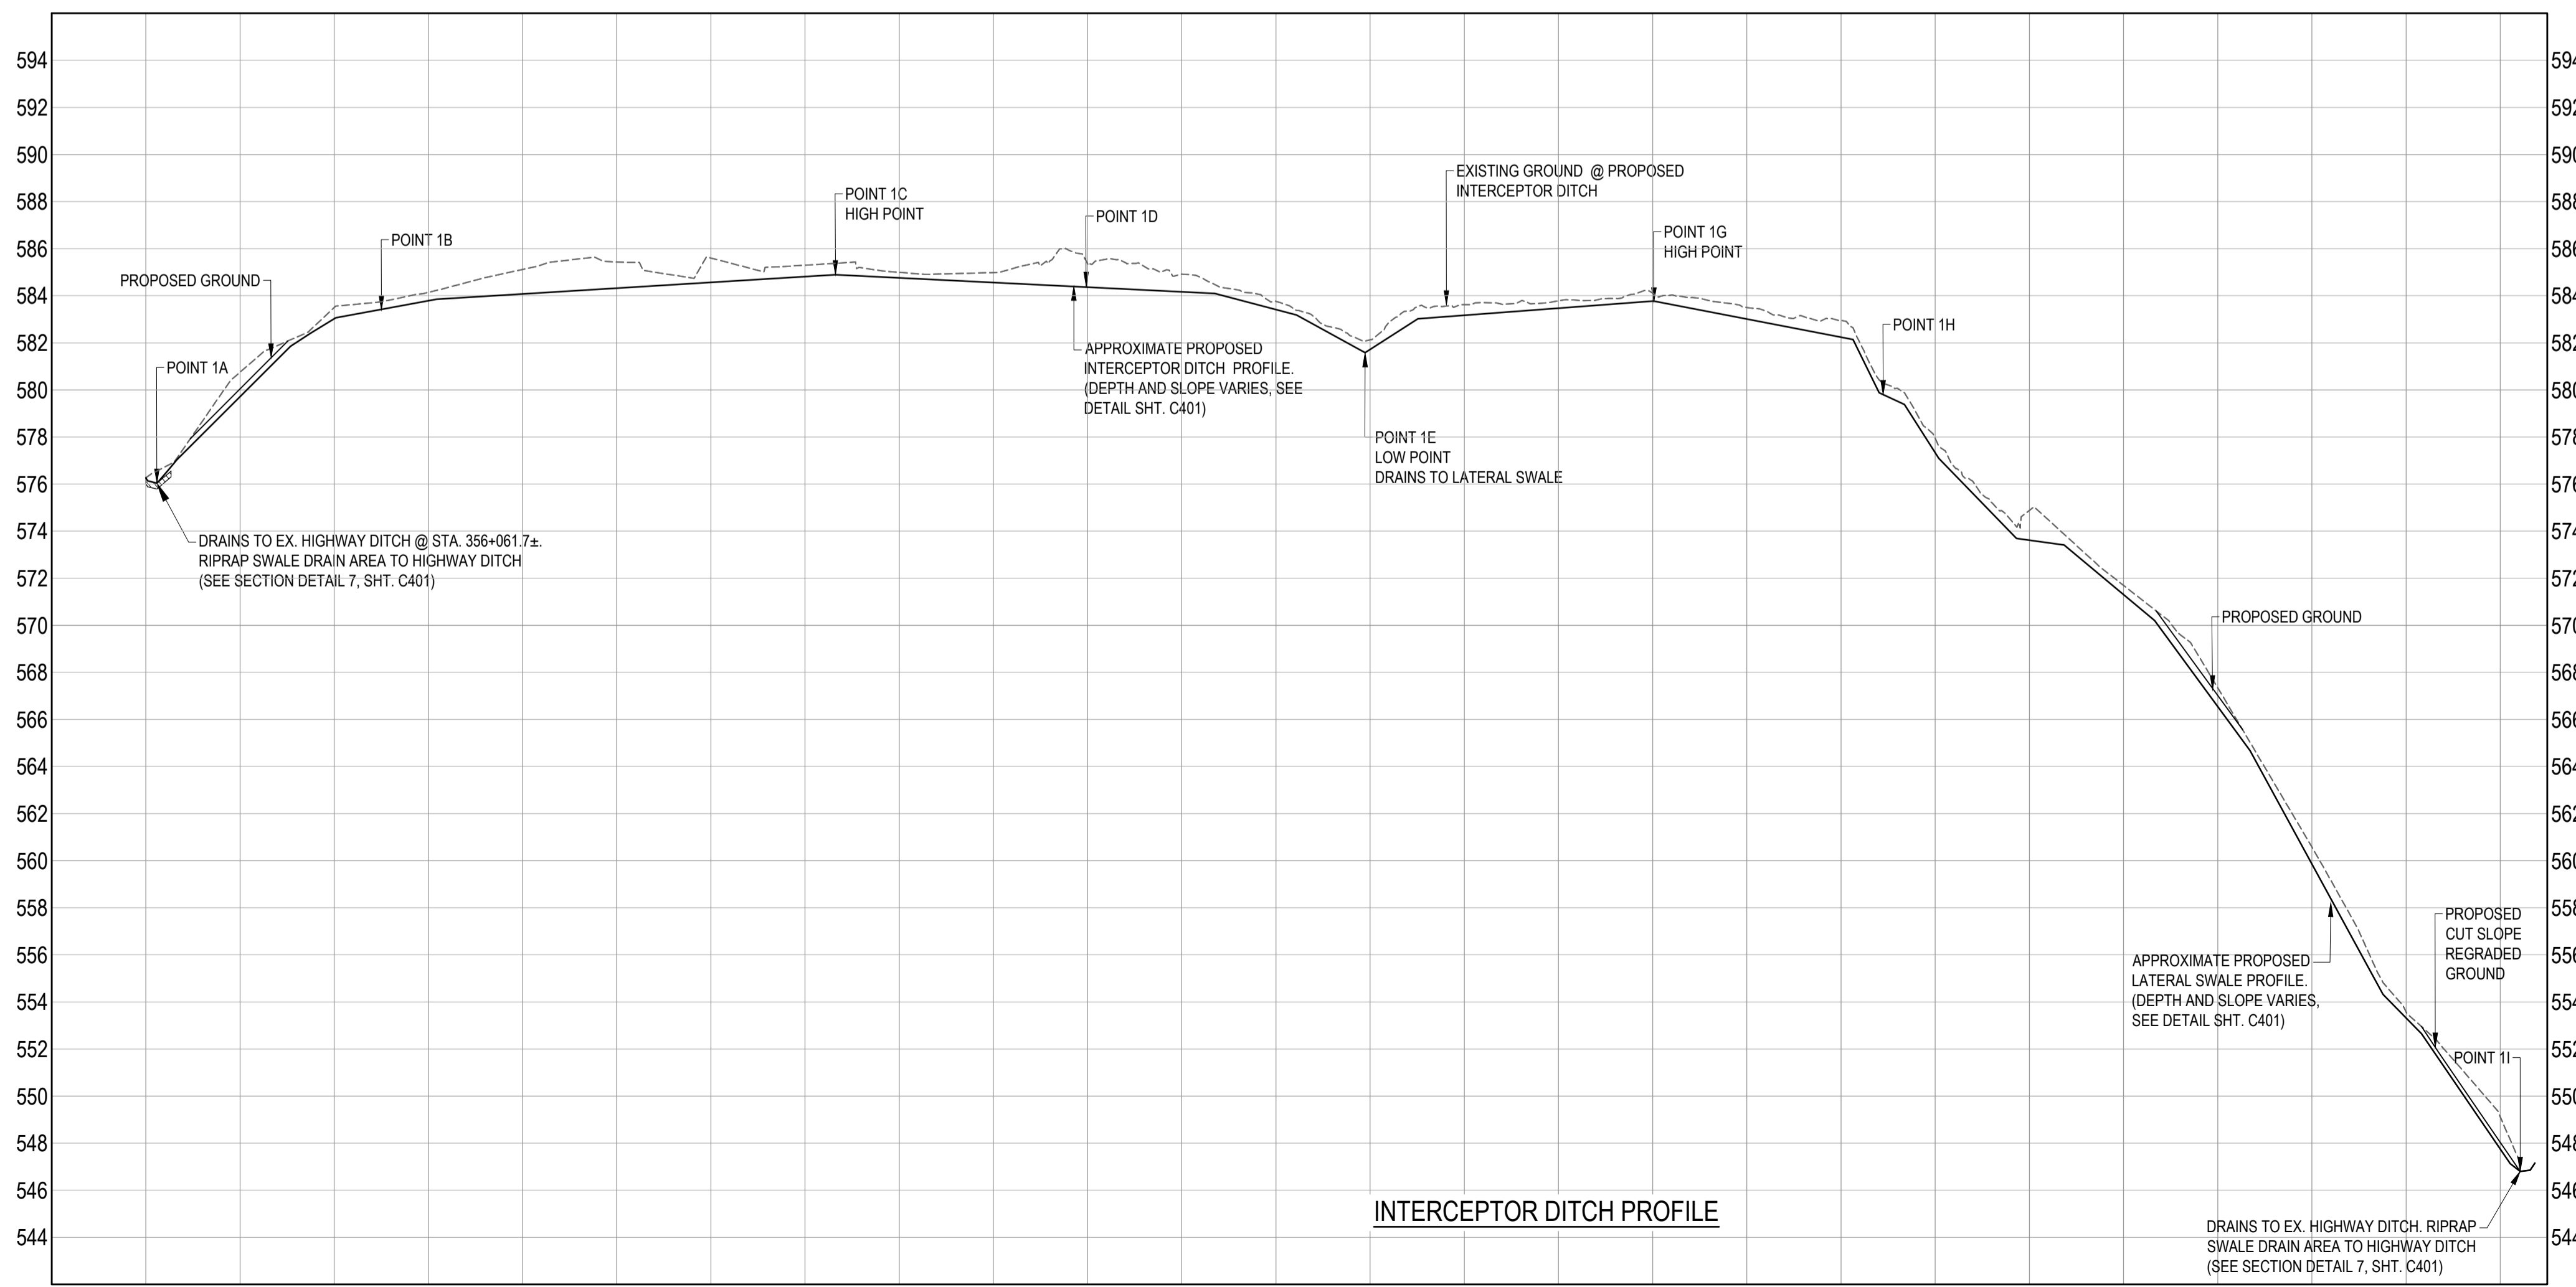 594
592
590
588
586
584
582
580
578
576
574
572
570
568
566
564
562
560
558
556
554
552
550
548
546
544
PROPOSED GROUND
POINT 1A
POINT 1B
DRAINS TO EX. HIGHWAY DITCH @ STA. 356+061.7±.
RIPRAP SWALE DRAIN AREA TO HIGHWAY DITCH
(SEE SECTION DETAIL 7, SHT. C401)
POINT 1C
HIGH POINT
POINT 1D
APPROXIMATE PROPOSED
INTERCEPTOR DITCH PROFILE.
(DEPTH AND SLOPE VARIES, SEE
DETAIL SHT. C401)
EXISTING GROUND @ PROPOSED
INTERCEPTOR DITCH
POINT 1E
LOW POINT
DRAINS TO LATERAL SWALE
POINT 1G
HIGH POINT
POINT 1H
PROPOSED GROUND
APPROXIMATE PROPOSED
LATERAL SWALE PROFILE.
(DEPTH AND SLOPE VARIES,
SEE DETAIL SHT. C401)
PROPOSED
CUT SLOPE
REGRADED
GROUND
POINT 1I
DRAINS TO EX. HIGHWAY DITCH. RIPRAP
SWALE DRAIN AREA TO HIGHWAY DITCH
(SEE SECTION DETAIL 7, SHT. C401)
INTERCEPTOR DITCH PROFILE